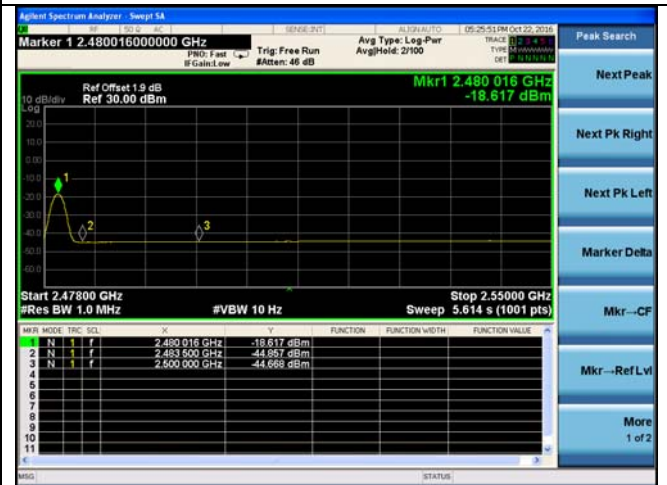 Agilent Spectrum Analyzer - Swept SA
RF 50 Ω AC SENSE:INT ALIGNAUTO 05:25:51 PM Oct 22, 2016
Marker 1 2.480016000000 GHz
PNO: Fast
IFGain:Low
Trig: Free Run
#Atten: 46 dB
Avg Type: Log-Pwr
Avg|Hold: 2/100
TRACE 1 2 3 4 5 6
TYPE
DET P N N N N N
Ref Offset 1.9 dB
10 dB/div Ref 30.00 dBm
Mkr1 2.480 016 GHz
-18.617 dBm
Log
20.0
10.0
0.00
-10.0
-20.0
-30.0
-40.0
-50.0
-60.0
1
2
3
Start 2.47800 GHz Stop 2.55000 GHz
#Res BW 1.0 MHz #VBW 10 Hz Sweep 5.614 s (1001 pts)
MKR MODE TRC SCL X Y FUNCTION FUNCTION WIDTH FUNCTION VALUE
1 N 1 f 2.480 016 GHz -18.617 dBm
2 N 1 f 2.483 500 GHz -44.857 dBm
3 N 1 f 2.500 000 GHz -44.668 dBm
4
5
6
7
8
9
10
11
MSG STATUS
Peak Search
Next Peak
Next Pk Right
Next Pk Left
Marker Delta
Mkr→CF
Mkr→Ref Lvl
More
1 of 2